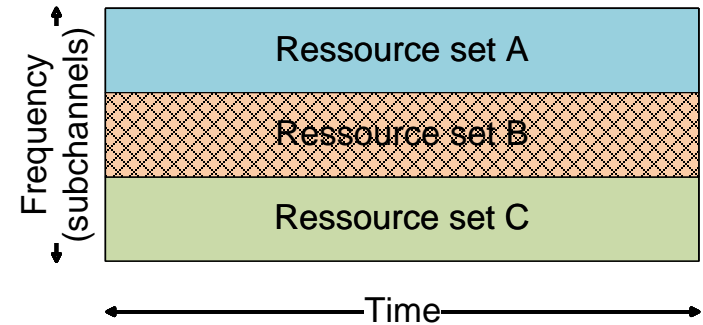 Frequency
(subchannels)
Ressource set A
Ressource set B
Ressource set C
Time